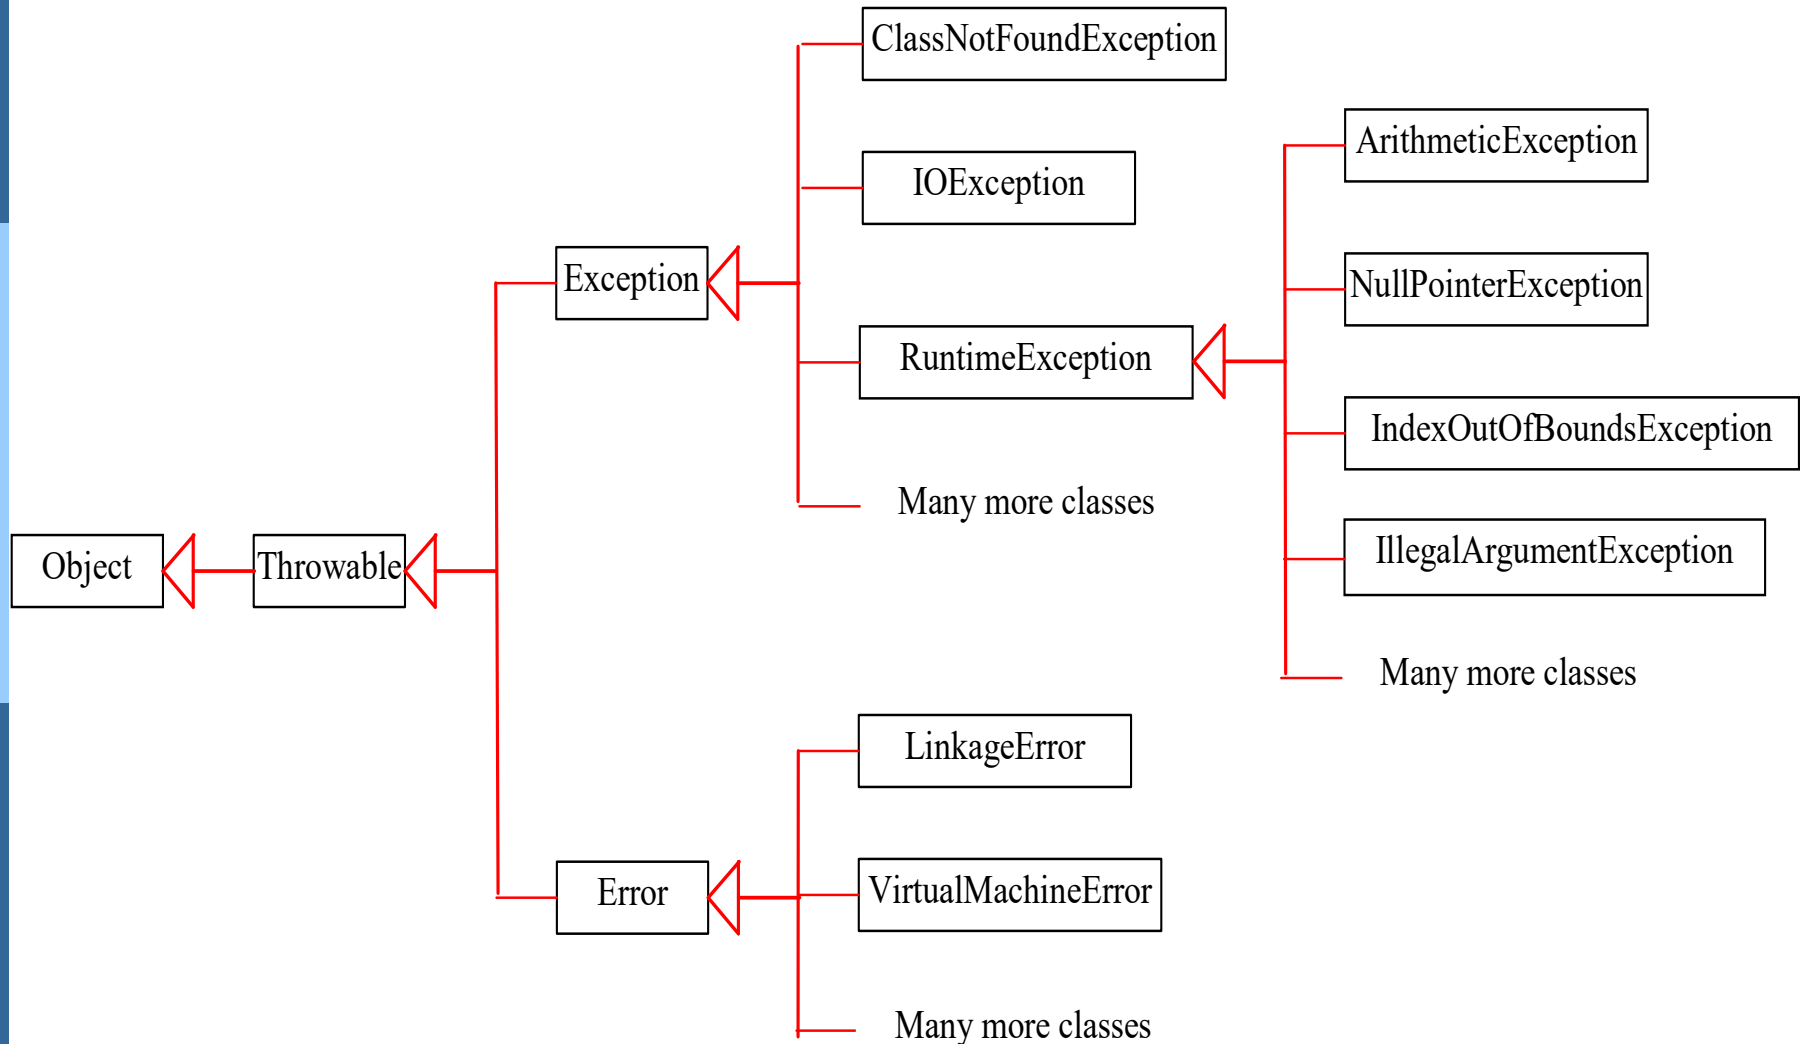 ClassNotFoundException
ArithmeticException
IOException
Exception
NullPointerException
RuntimeException
IndexOutOfBoundsException
Many more classes
Object
Throwable
IllegalArgumentException
Many more classes
LinkageError
Error
VirtualMachineError
Many more classes